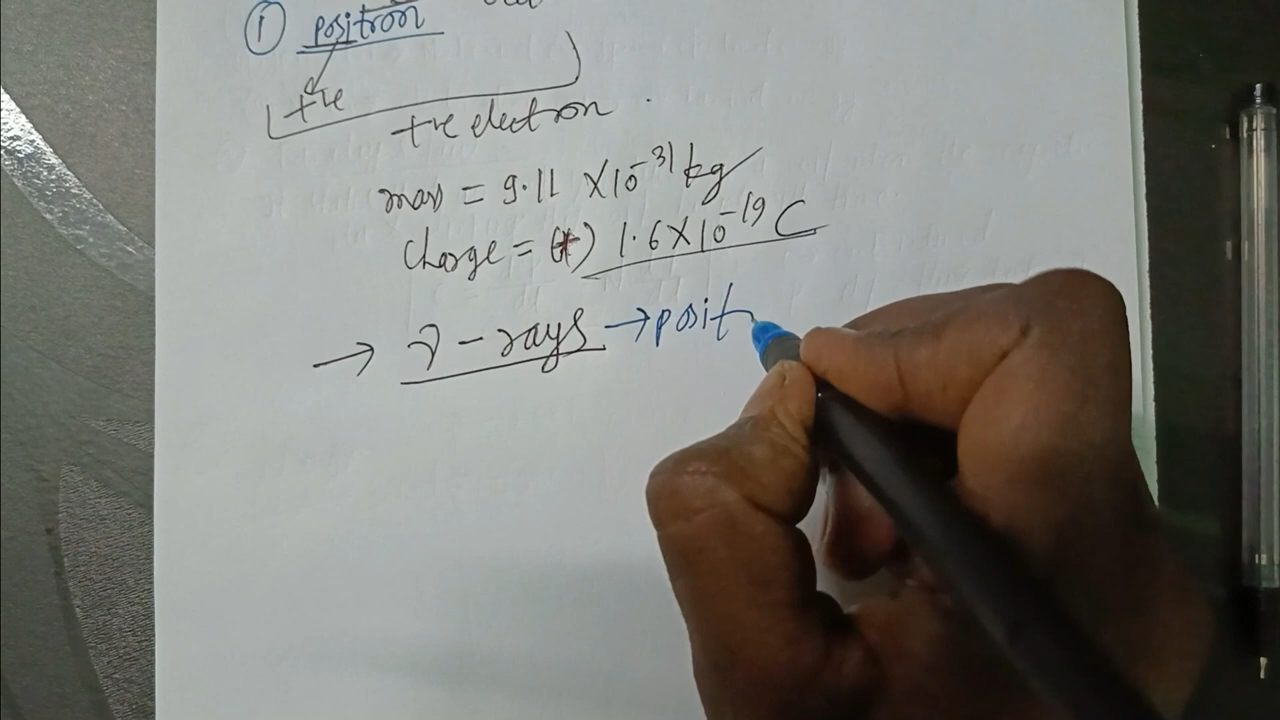 ① positron
+ve
+ve electron .
mass = 9.11 × 10⁻³¹ kg
Charge = (+) 1.6 × 10⁻¹⁹ C
→ γ - rays → posit